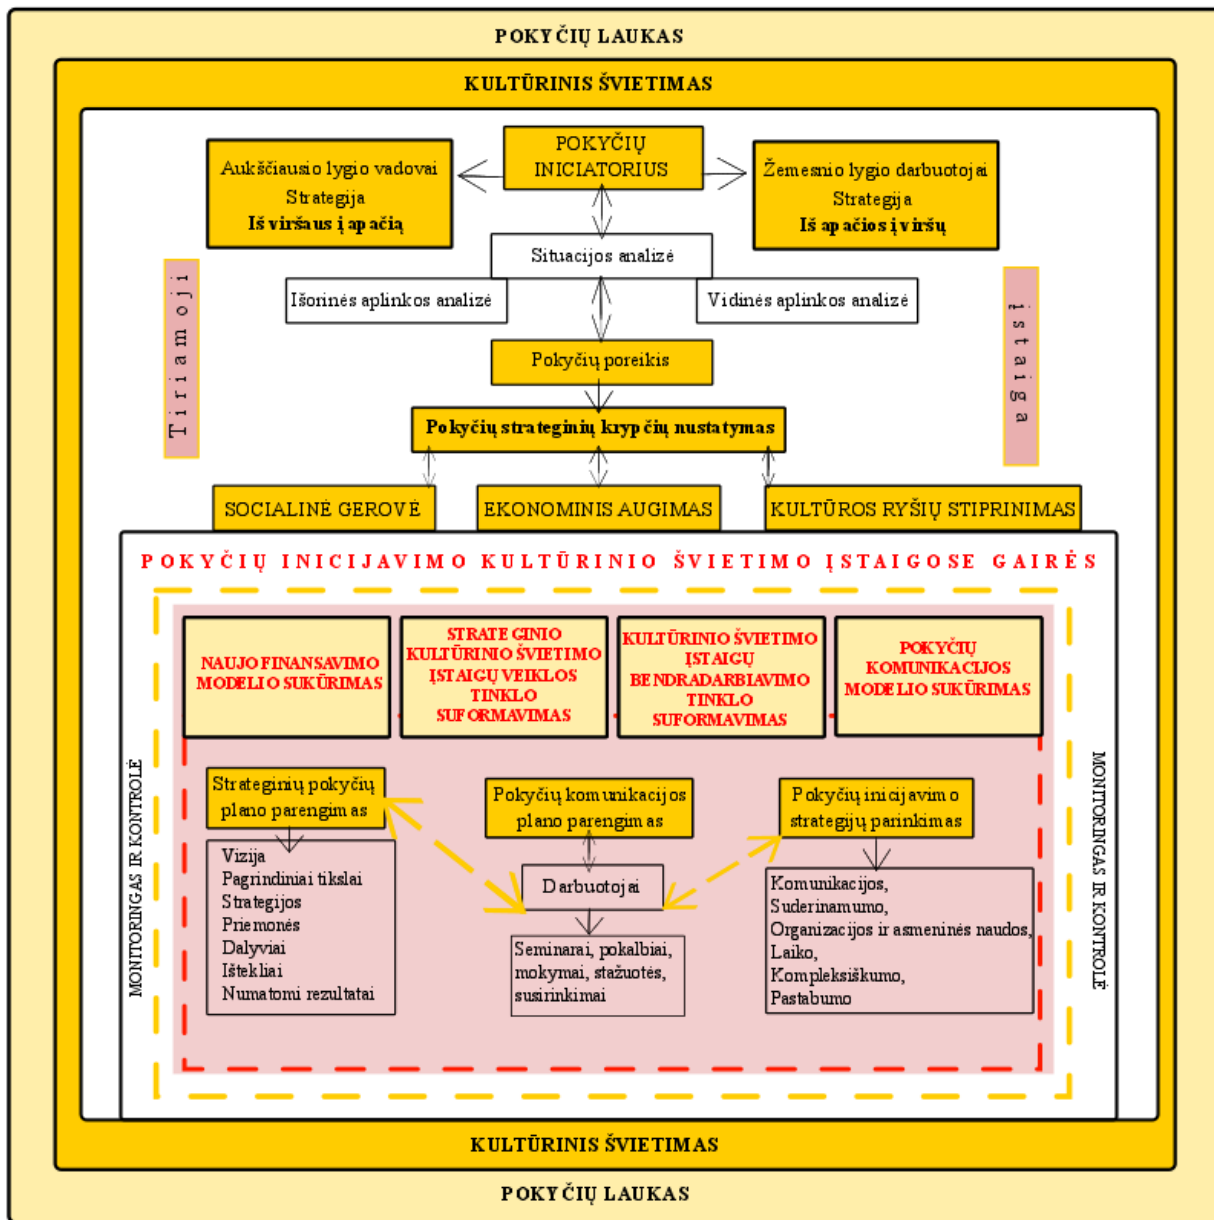 POKYČIŲ LAUKAS
KULTŪRINIS ŠVIETIMAS
POKYČIŲ
INICIATORIUS
Aukščiausio lygio vadovai
Strategija
Iš viršaus į apačią
Žemesnio lygio darbuotojai
Strategija
Iš apačios į viršų
Situacijos analizė
Išorinės aplinkos analizė
Vidinės aplinkos analizė
Tiriamoji
įstaiga
Pokyčių poreikis
Pokyčių strateginių krypčių nustatymas
SOCIALINĖ GEROVĖ
EKONOMINIS AUGIMAS
KULTŪROS RYŠIŲ STIPRINIMAS
POKYČIŲ INICIJAVIMO KULTŪRINIO ŠVIETIMO ĮSTAIGOSE GAIRĖS
NAUJO FINANSAVIMO
MODELIO SUKŪRIMAS
STRATEGINIO
KULTŪRINIO ŠVIETIMO
ĮSTAIGŲ VEIKLOS
TINKLO
SUFORMAVIMAS
KULTŪRINIO ŠVIETIMO
ĮSTAIGŲ
BENDRADARBIAVIMO
TINKLO
SUFORMAVIMAS
POKYČIŲ
KOMUNIKACIJOS
MODELIO SUKŪRIMAS
MONITORINGAS IR KONTROLĖ
MONITORINGAS IR KONTROLĖ
Strateginių pokyčių
plano parengimas
Vizija
Pagrindiniai tikslai
Strategijos
Priemonės
Dalyviai
Ištekliai
Numatomi rezultatai
Pokyčių komunikacijos
plano parengimas
Darbuotojai
Seminarai, pokalbiai,
mokymai, stažuotės,
susirinkimai
Pokyčių inicijavimo
strategijų parinkimas
Komunikacijos,
Suderinamumo,
Organizacijos ir asmeninės naudos,
Laiko,
Kompleksiškumo,
Pastabumo
KULTŪRINIS ŠVIETIMAS
POKYČIŲ LAUKAS